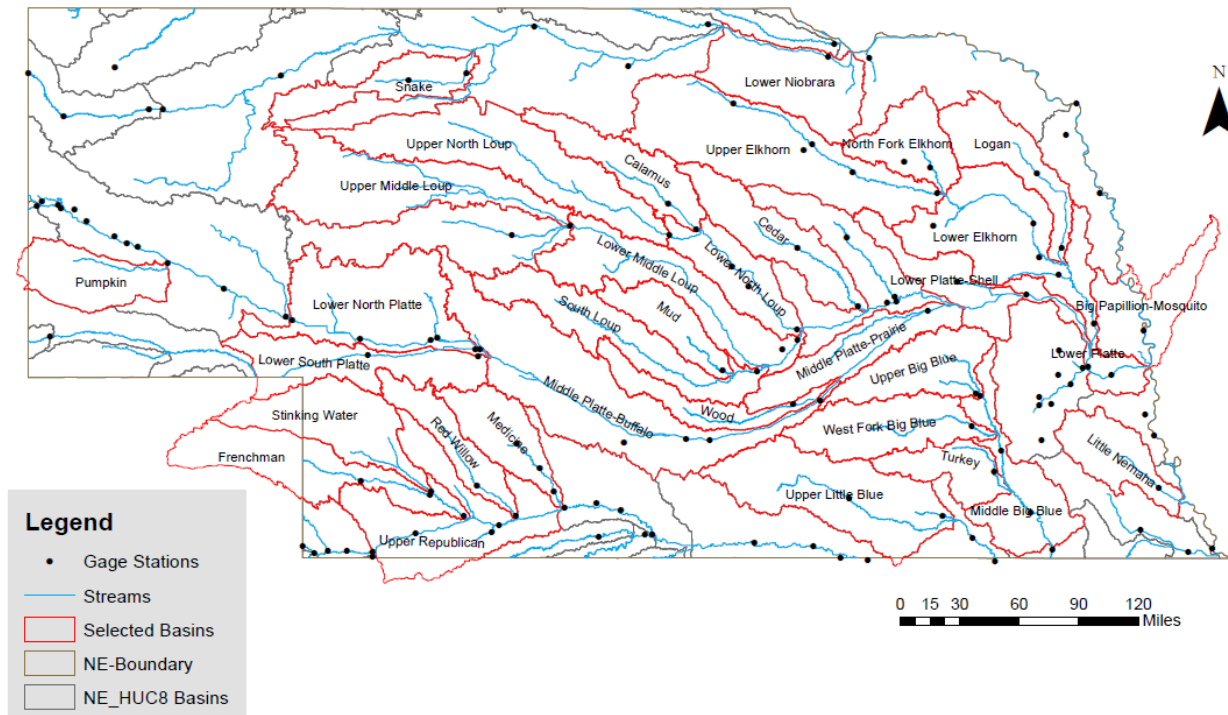 N
Snake
Lower Niobrara
Upper North Loup
Upper Elkhorn
North Fork Elkhorn
Logan
Calamus
Upper Middle Loup
Cedar
Lower Elkhorn
Lower Middle Loup
Lower North Loup
Pumpkin
Lower North Platte
Lower Platte-Shell
Big Papillion-Mosquito
South Loup
Mud
Middle Platte-Prairie
Lower South Platte
Lower Platte
Upper Big Blue
Middle Platte-Buffalo
Wood
Stinking Water
Red Willow
Medicine
West Fork Big Blue
Frenchman
Turkey
Little Nemaha
Upper Little Blue
Middle Big Blue
Upper Republican
Legend
Gage Stations
Streams
Selected Basins
NE-Boundary
NE_HUC8 Basins
0 15 30 60 90 120
Miles